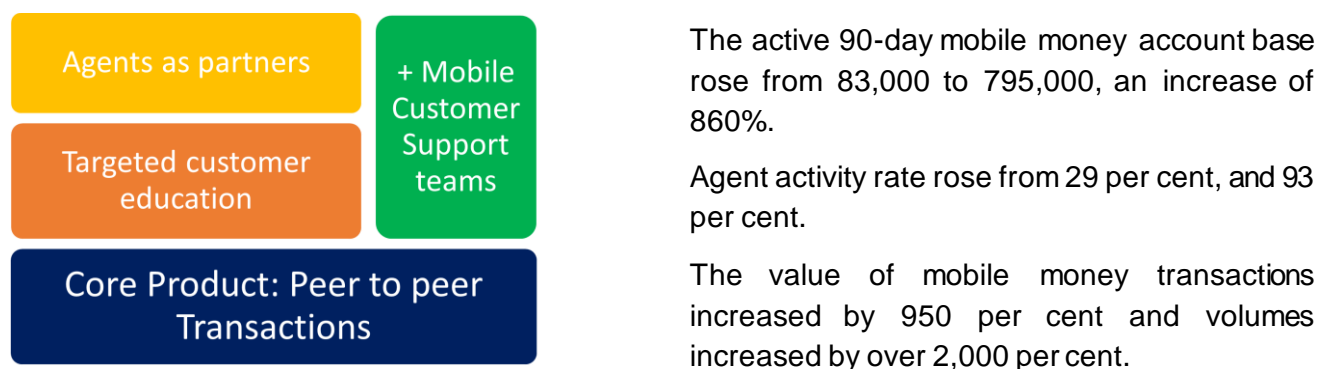 Agents as partners
Targeted customer
education
+ Mobile
Customer
Support
teams
Core Product: Peer to peer
Transactions
The active 90-day mobile money account base
rose from 83,000 to 795,000, an increase of
860%.
Agent activity rate rose from 29 per cent, and 93
per cent.
The value of mobile money transactions
increased by 950 per cent and volumes
increased by over 2,000 per cent.